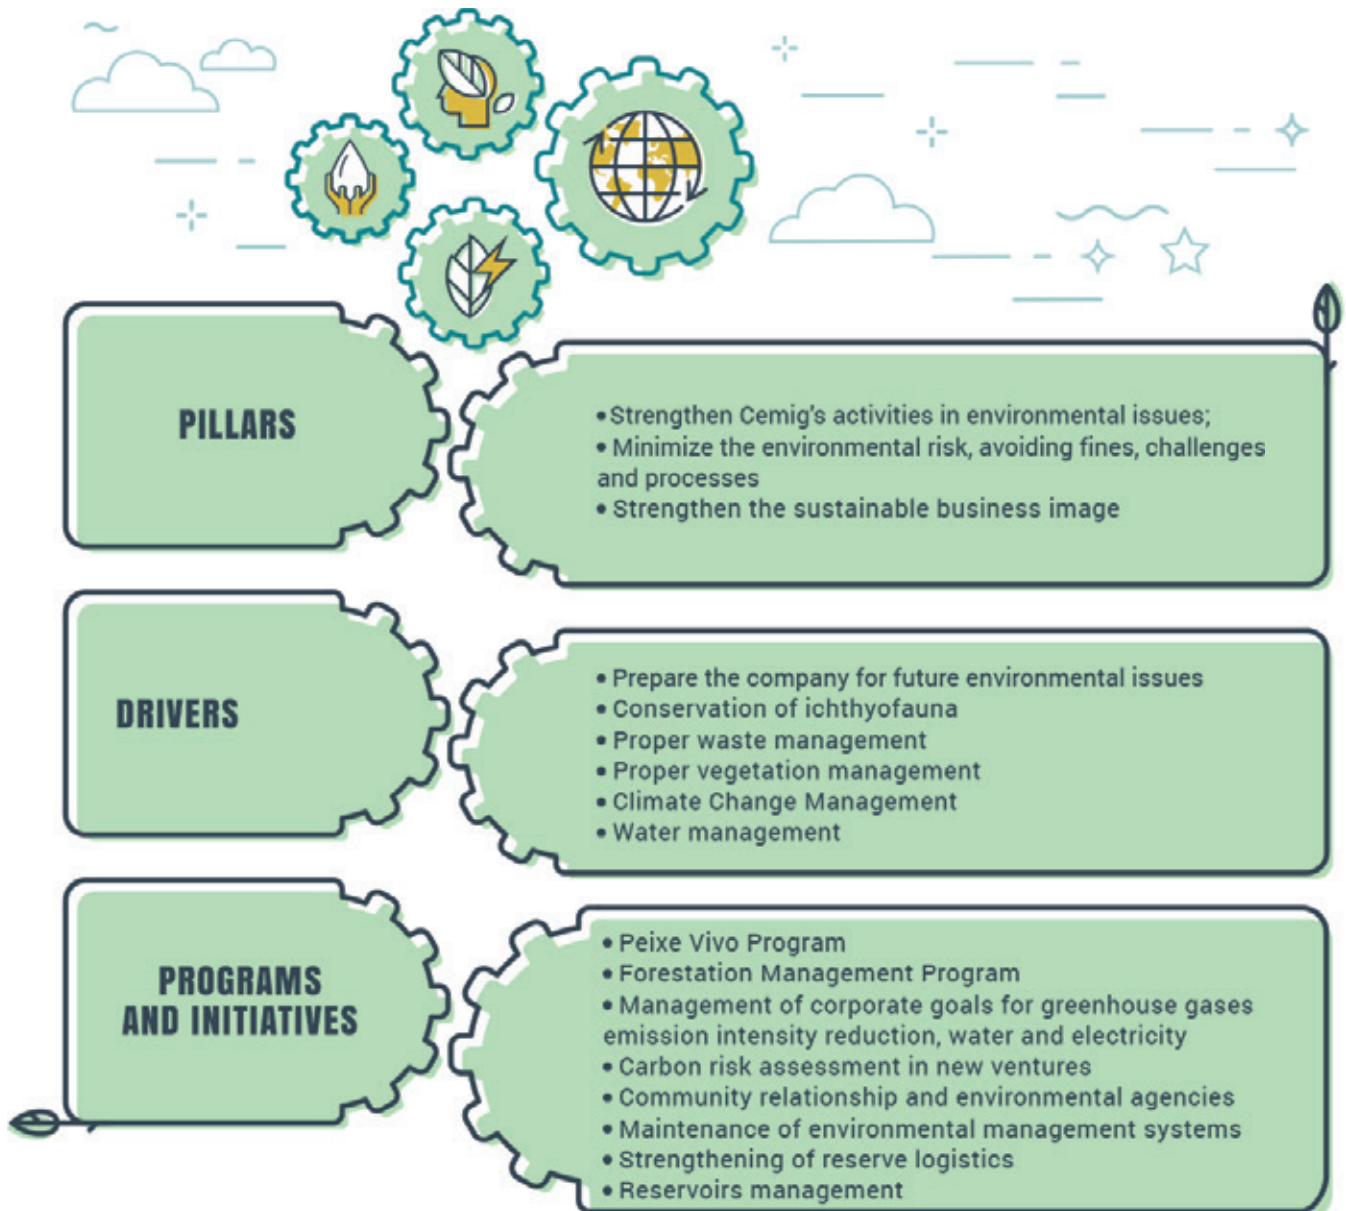 PILLARS
•Strengthen Cemig's activities in environmental issues;
• Minimize the environmental risk, avoiding fines, challenges
and processes
• Strengthen the sustainable business image
DRIVERS
• Prepare the company for future environmental issues
• Conservation of ichthyofauna
• Proper waste management
• Proper vegetation management
• Climate Change Management
• Water management
PROGRAMS
AND INITIATIVES
• Peixe Vivo Program
• Forestation Management Program
• Management of corporate goals for greenhouse gases
emission intensity reduction, water and electricity
• Carbon risk assessment in new ventures
• Community relationship and environmental agencies
• Maintenance of environmental management systems
• Strengthening of reserve logistics
• Reservoirs management